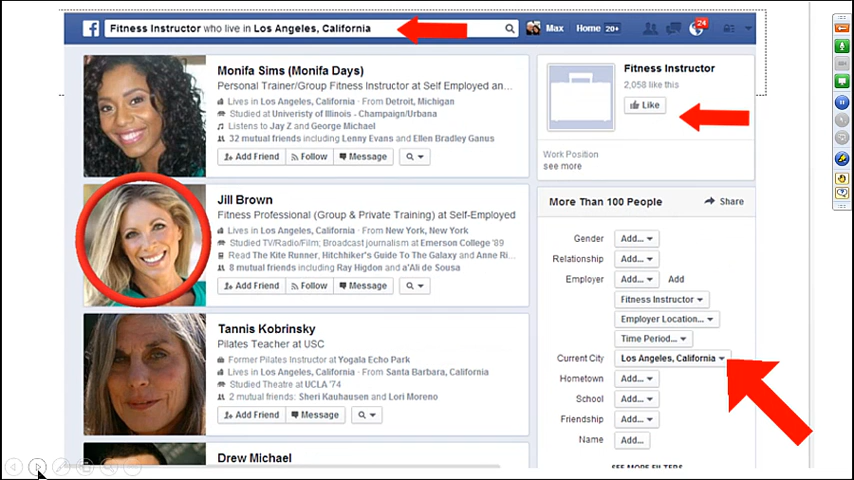 f Fitness Instructor who live in Los Angeles, California Max Home 20+ 24
Monifa Sims (Monifa Days)
Personal Trainer/Group Fitness Instructor at Self Employed an...
Lives in Los Angeles, California · From Detroit, Michigan
Studied at Univeristy of Illinois - Champaign/Urbana
Listens to Jay Z and George Michael
32 mutual friends including Lenny Evans and Ellen Bradley Ganus
Add Friend Follow Message
Fitness Instructor
2,058 like this
Like
Work Position
see more
Jill Brown
Fitness Professional (Group & Private Training) at Self-Employed
Lives in Los Angeles, California · From New York, New York
Studied TV/Radio/Film; Broadcast journalism at Emerson College '89
Read The Kite Runner, Hitchhiker's Guide To The Galaxy and Anne Ri...
8 mutual friends including Ray Higdon and a'Ali de Sousa
Add Friend Follow Message
Tannis Kobrinsky
Pilates Teacher at USC
Former Pilates Instructor at Yogala Echo Park
Lives in Los Angeles, California · From Santa Barbara, California
Studied Theatre at UCLA '74
2 mutual friends: Sheri Kauhausen and Lori Moreno
Add Friend Message
Drew Michael
More Than 100 People Share
Gender Add...
Relationship Add...
Employer Add... Add
Fitness Instructor
Employer Location...
Time Period...
Current City Los Angeles, California
Hometown Add...
School Add...
Friendship Add...
Name Add...
SEE MORE FILTERS